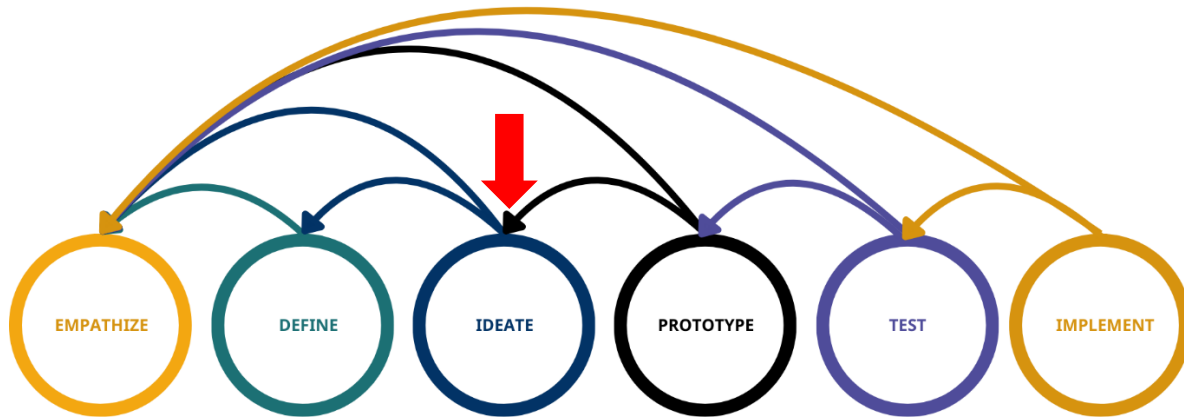 EMPATHIZE
DEFINE
IDEATE
PROTOTYPE
TEST
IMPLEMENT